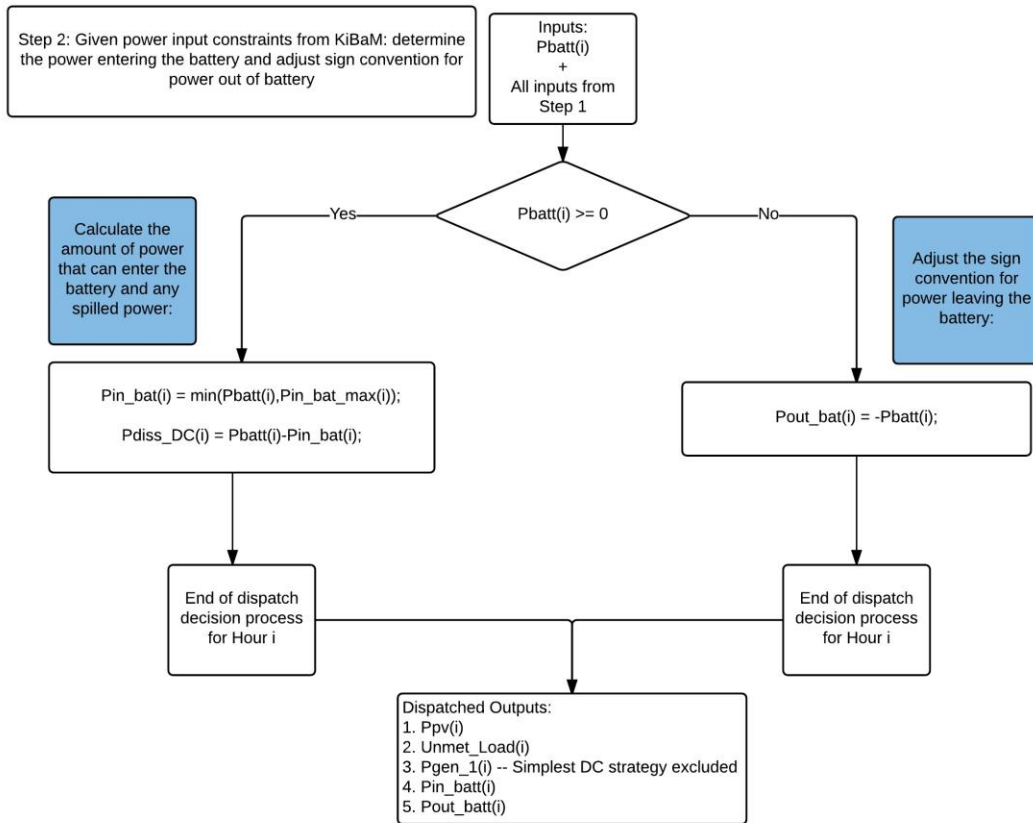 Step 2: Given power input constraints from KiBaM: determine
the power entering the battery and adjust sign convention for
power out of battery
Inputs:
Pbatt(i)
+
All inputs from
Step 1
Pbatt(i) >= 0
Yes
No
Calculate the
amount of power
that can enter the
battery and any
spilled power:
Adjust the sign
convention for
power leaving the
battery:
Pin_bat(i) = min(Pbatt(i),Pin_bat_max(i));
Pdiss_DC(i) = Pbatt(i)-Pin_bat(i);
Pout_bat(i) = -Pbatt(i);
End of dispatch
decision process
for Hour i
End of dispatch
decision process
for Hour i
Dispatched Outputs:
1. Ppv(i)
2. Unmet_Load(i)
3. Pgen_1(i) -- Simplest DC strategy excluded
4. Pin_batt(i)
5. Pout_batt(i)